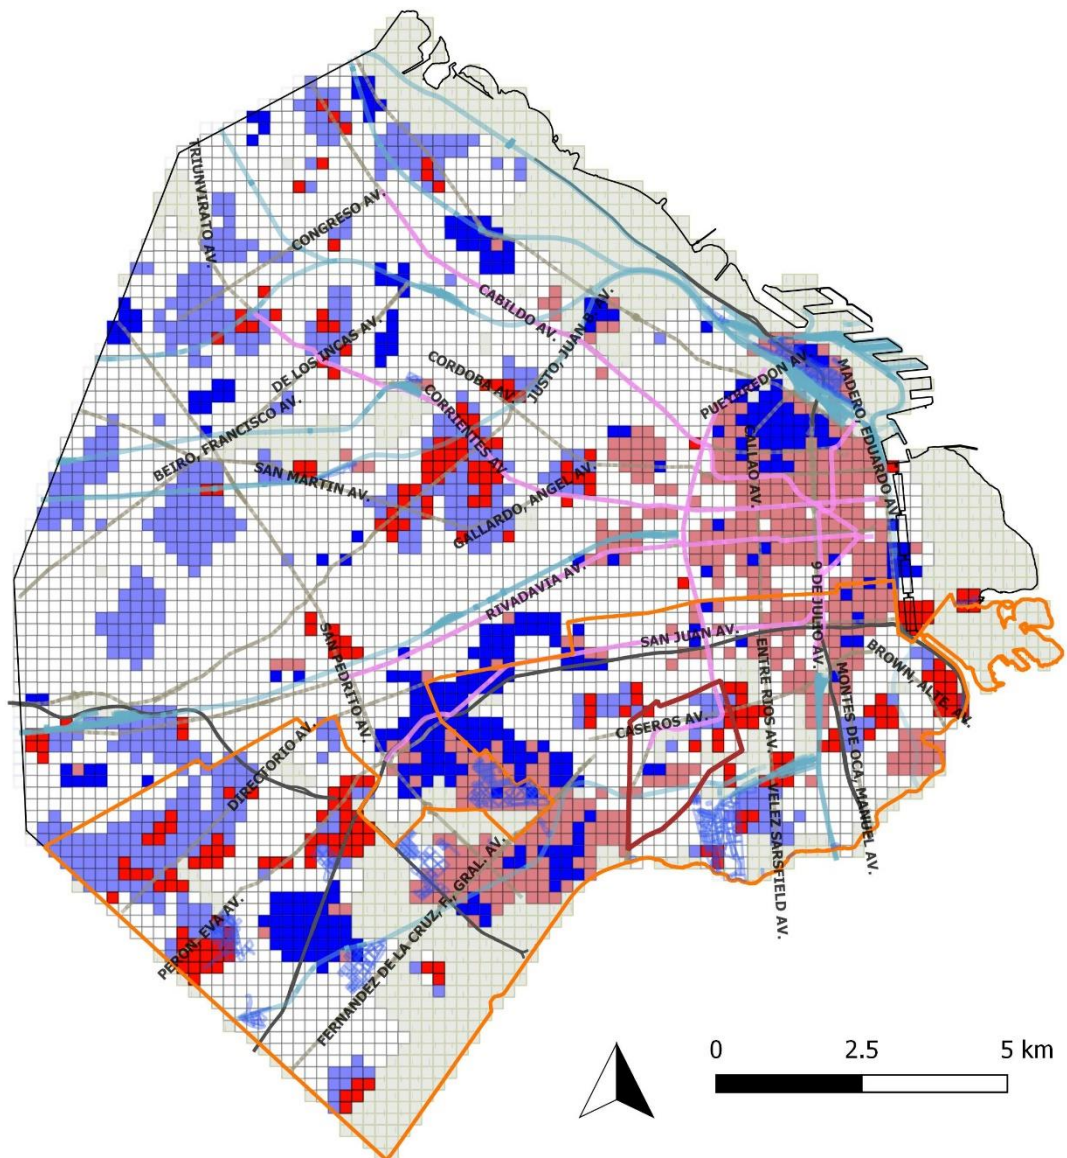 TRIUNVIRATO AV.
CONGRESO AV.
CABILDO AV.
JUSTO, JUAN B. AV.
DE LOS INCAS AV.
CORDOBA AV.
CORRIENTES AV.
PUEYRREDON AV.
MADERO, EDUARDO AV.
CALLAO AV.
BEIRO, FRANCISCO AV.
SAN MARTIN AV.
GALLARDO, ANGEL AV.
RIVADAVIA AV.
9 DE JULIO AV.
SAN JUAN AV.
SAN PEDRITO AV.
ENTRE RIOS AV.
BROWN, ALTE. AV.
MONTES DE OCA, MANUEL AV.
CASEROS AV.
DIRECTORIO AV.
VELEZ SARSFIELD AV.
PERON, EVA AV.
FERNANDEZ DE LA CRUZ, F., GRAL. AV.
0 2.5 5 km